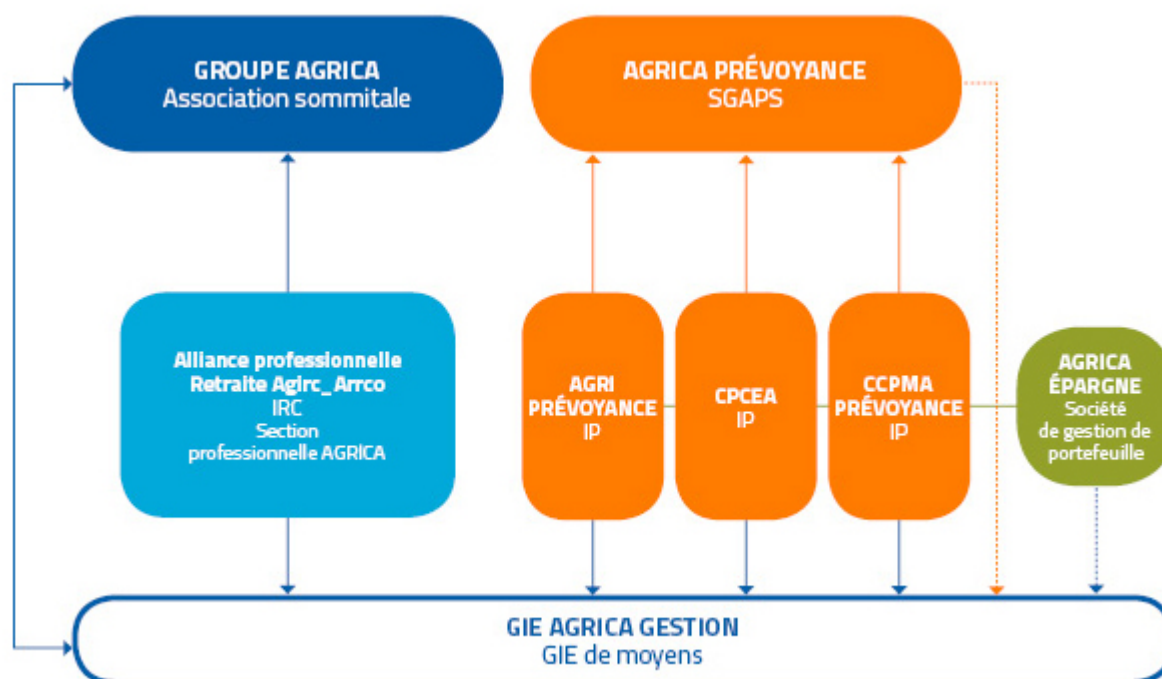 GROUPE AGRICA
Association sommitale
AGRICA PRÉVOYANCE
SGAPS
Alliance professionnelle
Retraite Agirc_Arrco
IRC
Section
professionnelle AGRICA
AGRI
PRÉVOYANCE
IP
CPCEA
IP
CCPMA
PRÉVOYANCE
IP
AGRICA
ÉPARGNE
Société
de gestion de
portefeuille
GIE AGRICA GESTION
GIE de moyens